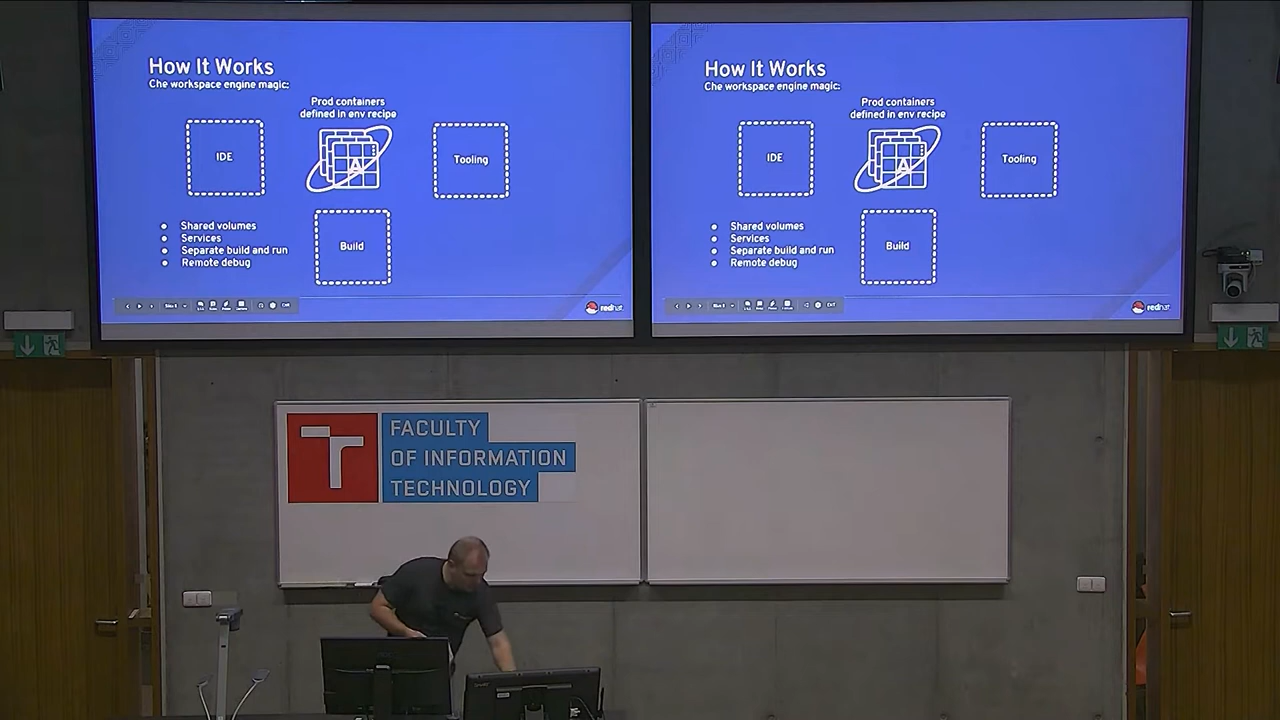 How It Works
Che workspace engine magic:
Prod containers
defined in env recipe
IDE
A
Tooling
Shared volumes
Services
Separate build and run
Remote debug
Build
redhat
How It Works
Che workspace engine magic:
Prod containers
defined in env recipe
IDE
A
Tooling
Shared volumes
Services
Separate build and run
Remote debug
Build
redhat
T
FACULTY
OF INFORMATION
TECHNOLOGY